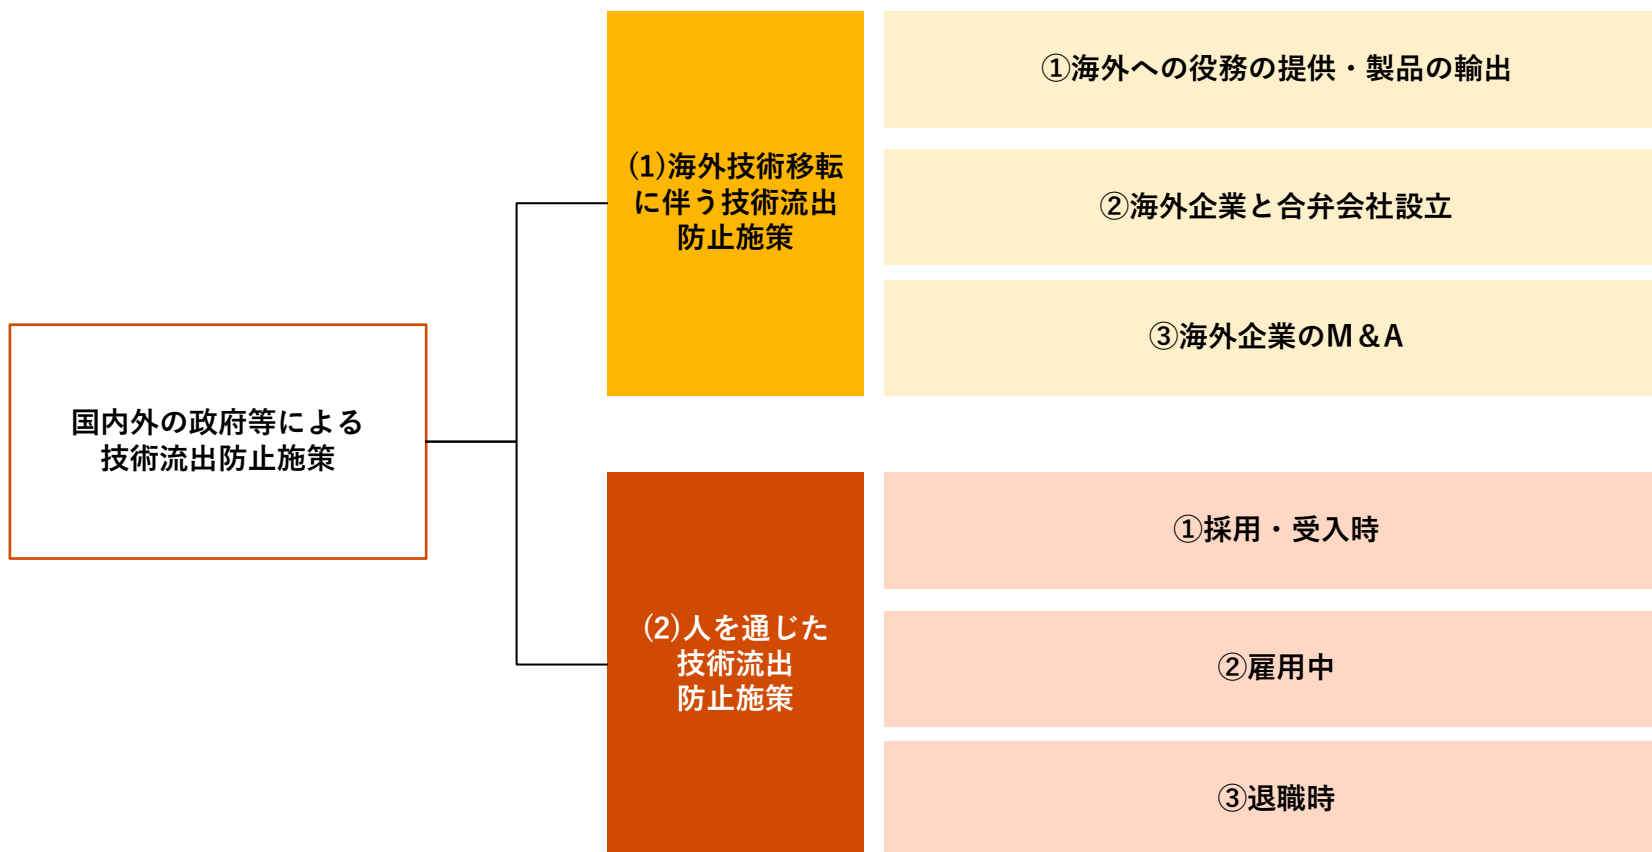 国内外の政府等による
技術流出防止施策
(1)海外技術移転
に伴う技術流出
防止施策
①海外への役務の提供・製品の輸出
②海外企業と合弁会社設立
③海外企業のM&A
(2)人を通じた
技術流出
防止施策
①採用・受入時
②雇用中
③退職時